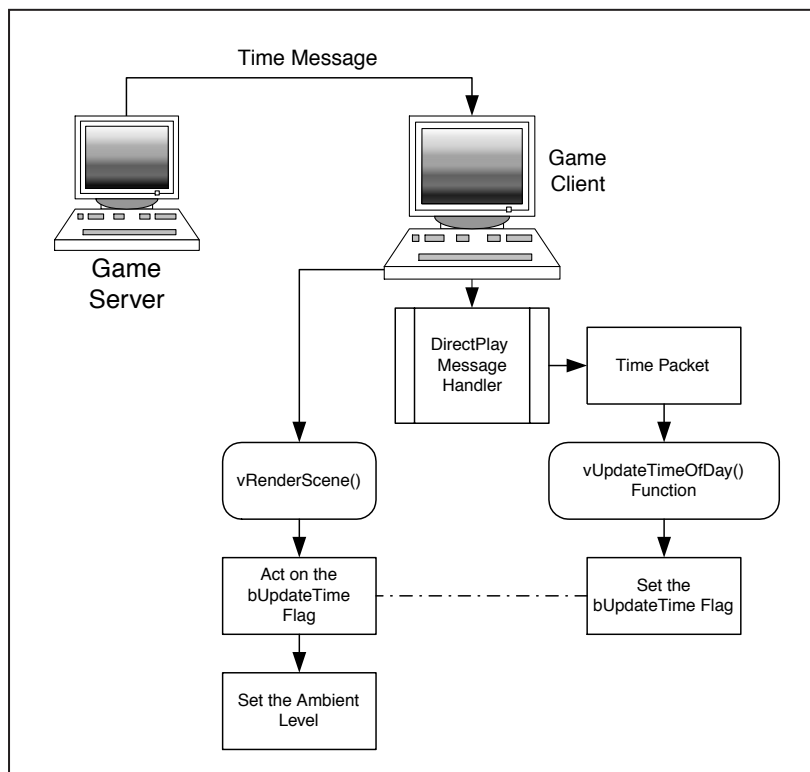 Time Message
Game
Client
Game
Server
DirectPlay
Message
Handler
Time Packet
vRenderScene()
vUpdateTimeOfDay()
Function
Act on the
bUpdateTime
Flag
Set the
bUpdateTime Flag
Set the Ambient
Level